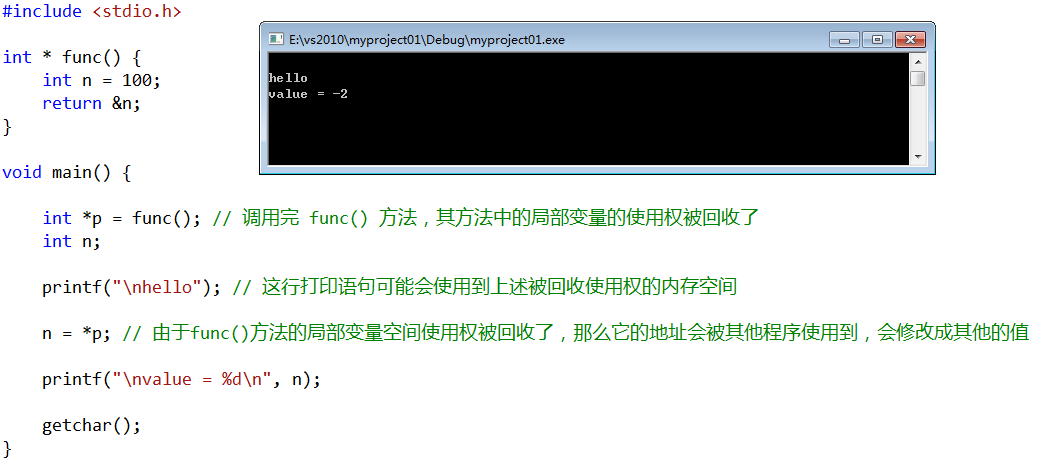 #include <stdio.h>
E:\vs2010\myproject01\Debug\myproject01.exe
hello
value = -2
int * func() {
    int n = 100;
    return &n;
}
void main() {
    int *p = func(); // 调用完 func() 方法，其方法中的局部变量的使用权被回收了
    int n;
    printf("\nhello"); // 这行打印语句可能会使用到上述被回收使用权的内存空间
    n = *p; // 由于func()方法的局部变量空间使用权被回收了，那么它的地址会被其他程序使用到，会修改成其他的值
    printf("\nvalue = %d\n", n);
    getchar();
}